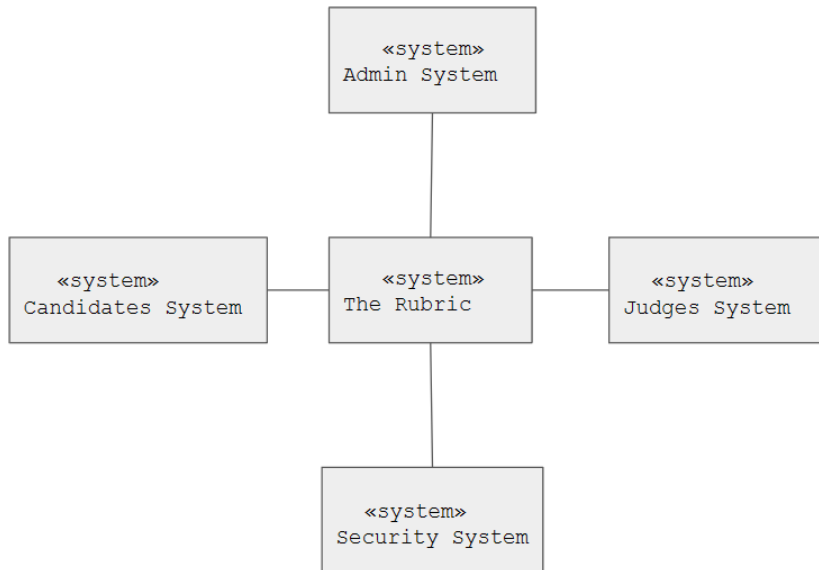 «system»
Admin System
«system»
Candidates System
«system»
The Rubric
«system»
Judges System
«system»
Security System